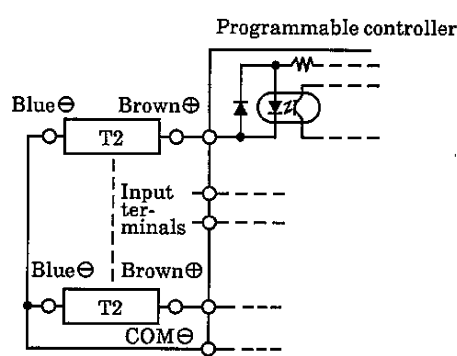 Programmable controller
Blue⊖ Brown⊕
T2
Input
ter-
minals
Blue⊖ Brown⊕
T2
COM⊖